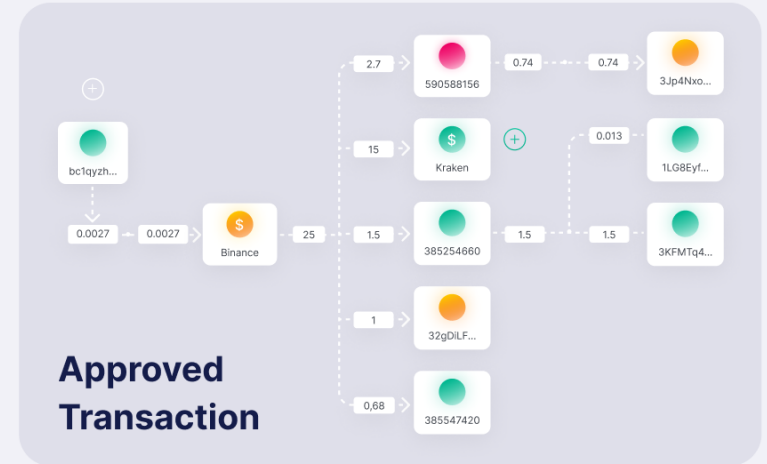 2.7
590588156
0.74
0.74
3Jp4Nxo...
bc1qyzh...
15
$
Kraken
0.013
1LG8Eyf...
0.0027
0.0027
$
Binance
25
1.5
385254660
1.5
1.5
3KFMTq4...
1
32gDiLF...
0,68
385547420
Approved
Transaction